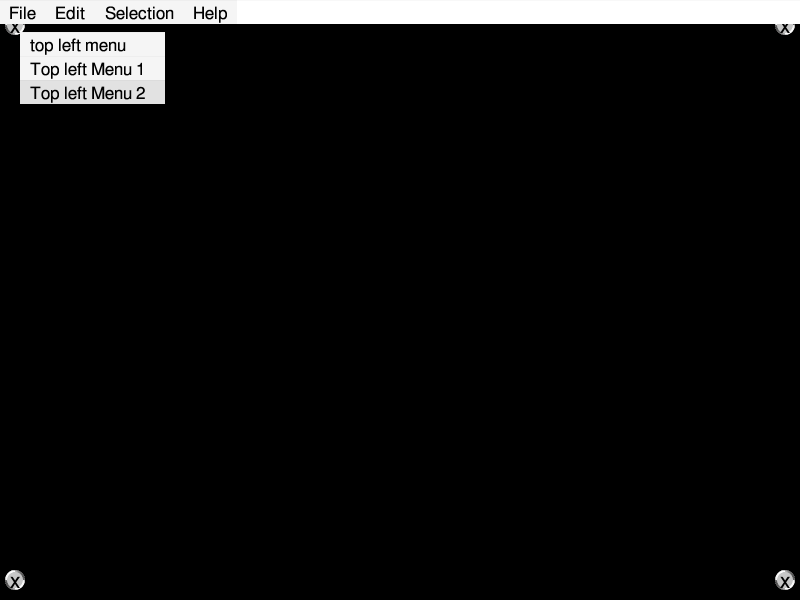 File Edit Selection Help
x x
top left menu
Top left Menu 1
Top left Menu 2
x x